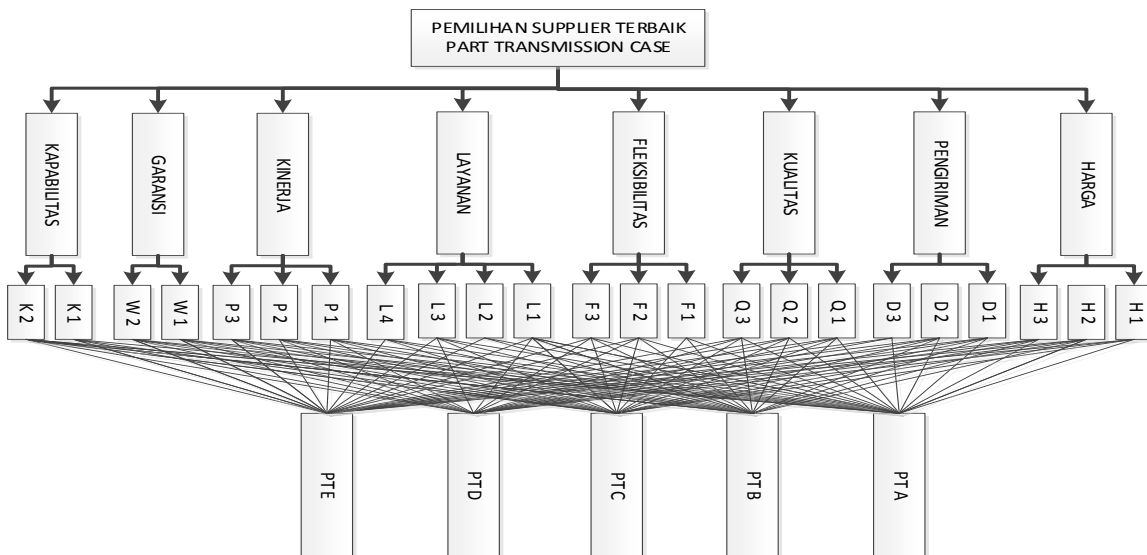 PEMILIHAN SUPPLIER TERBAIK
PART TRANSMISSION CASE
KAPABILITAS
GARANSI
KINERJA
LAYANAN
FLEKSIBILITAS
KUALITAS
PENGIRIMAN
HARGA
K2
K1
W2
W1
P3
P2
P1
L4
L3
L2
L1
F3
F2
F1
Q3
Q2
Q1
D3
D2
D1
H3
H2
H1
PTE
PTD
PTC
PTB
PTA